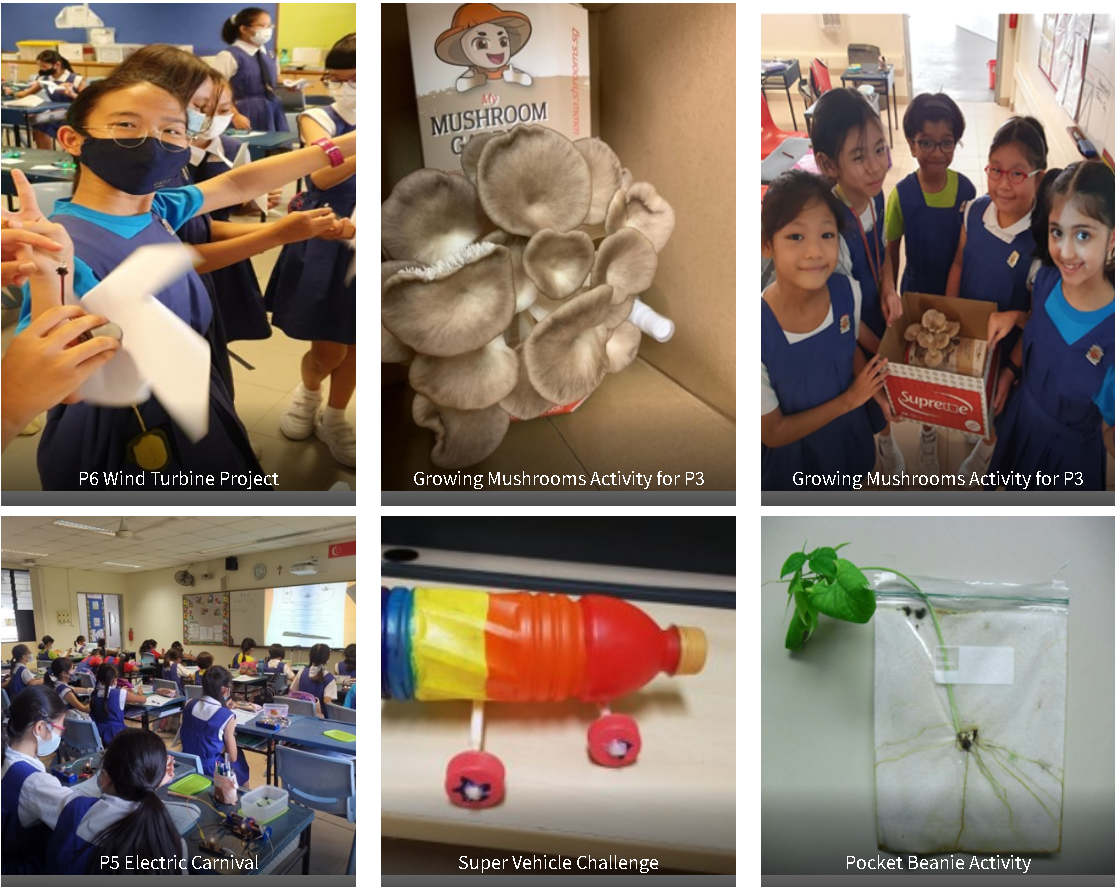 My
MUSHROOM
P6 Wind Turbine Project
Growing Mushrooms Activity for P3
Supreme
Growing Mushrooms Activity for P3
P5 Electric Carnival
Super Vehicle Challenge
Pocket Beanie Activity